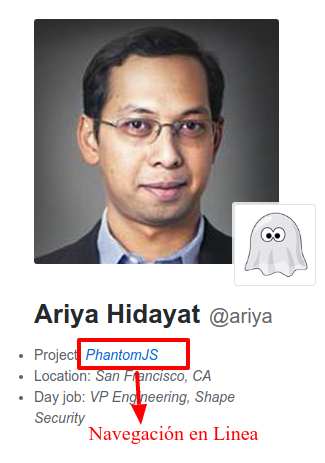 Ariya Hidayat @ariya
Project: PhantomJS
Location: San Francisco, CA
Day job: VP Engineering, Shape
Security
Navegación en Linea